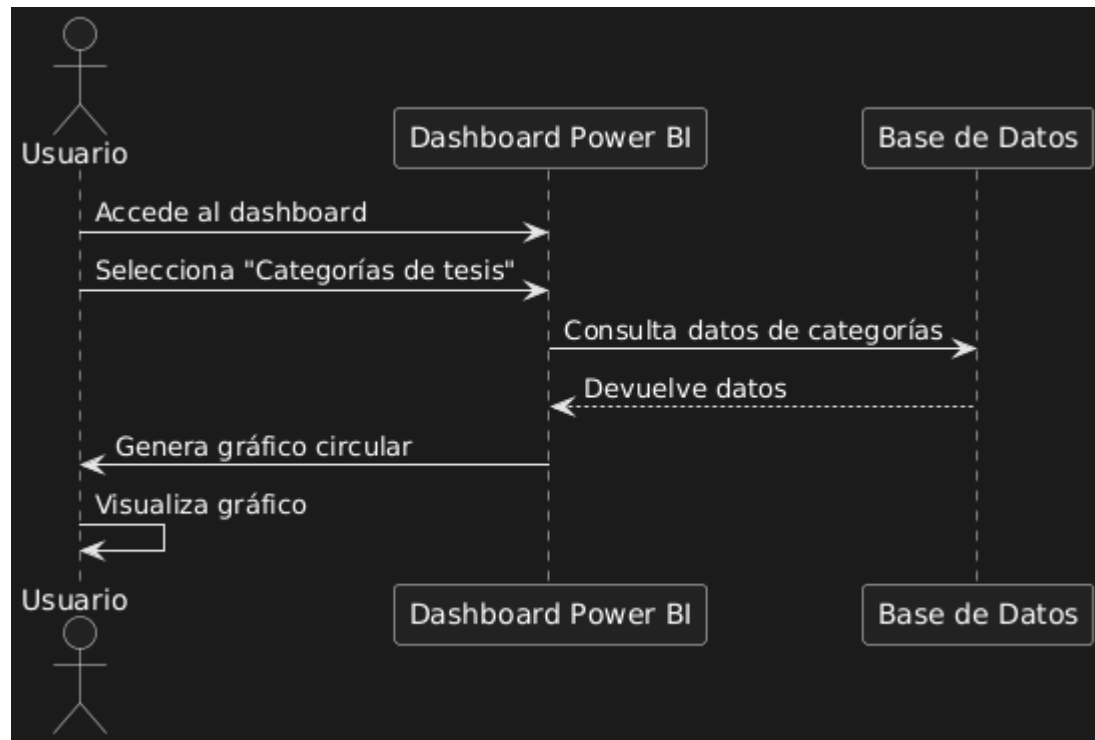 Usuario
Dashboard Power BI
Base de Datos
Accede al dashboard
Selecciona "Categorías de tesis"
Consulta datos de categorías
Devuelve datos
Genera gráfico circular
Visualiza gráfico
Usuario
Dashboard Power BI
Base de Datos